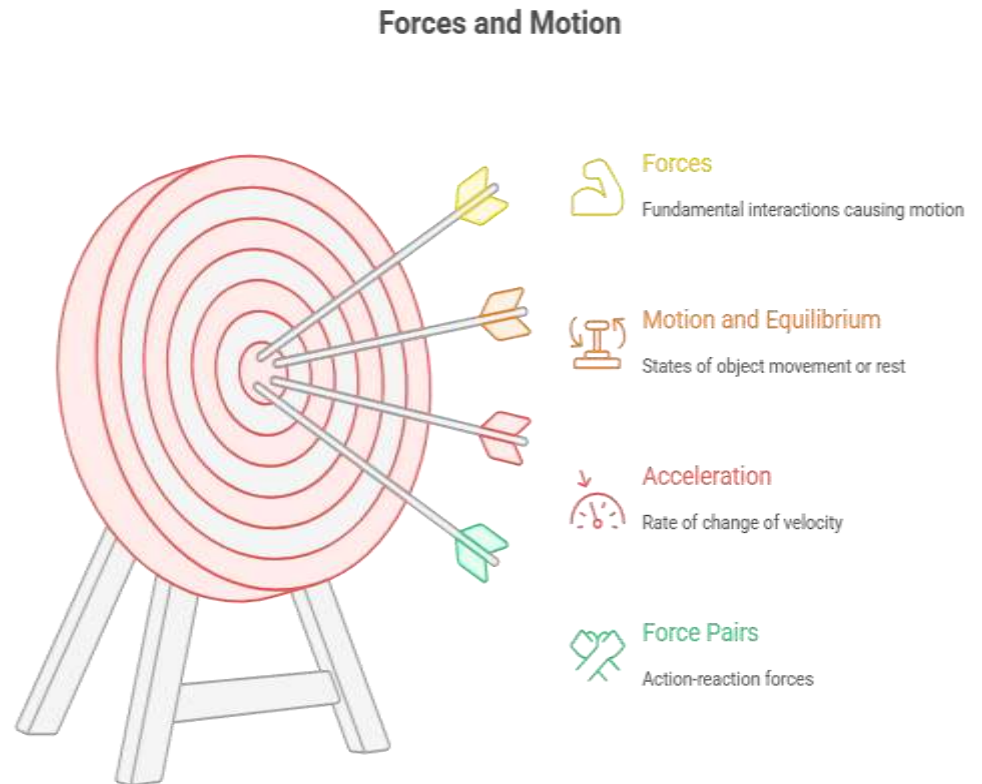 Forces and Motion
Forces
Fundamental interactions causing motion
Motion and Equilibrium
States of object movement or rest
Acceleration
Rate of change of velocity
Force Pairs
Action-reaction forces